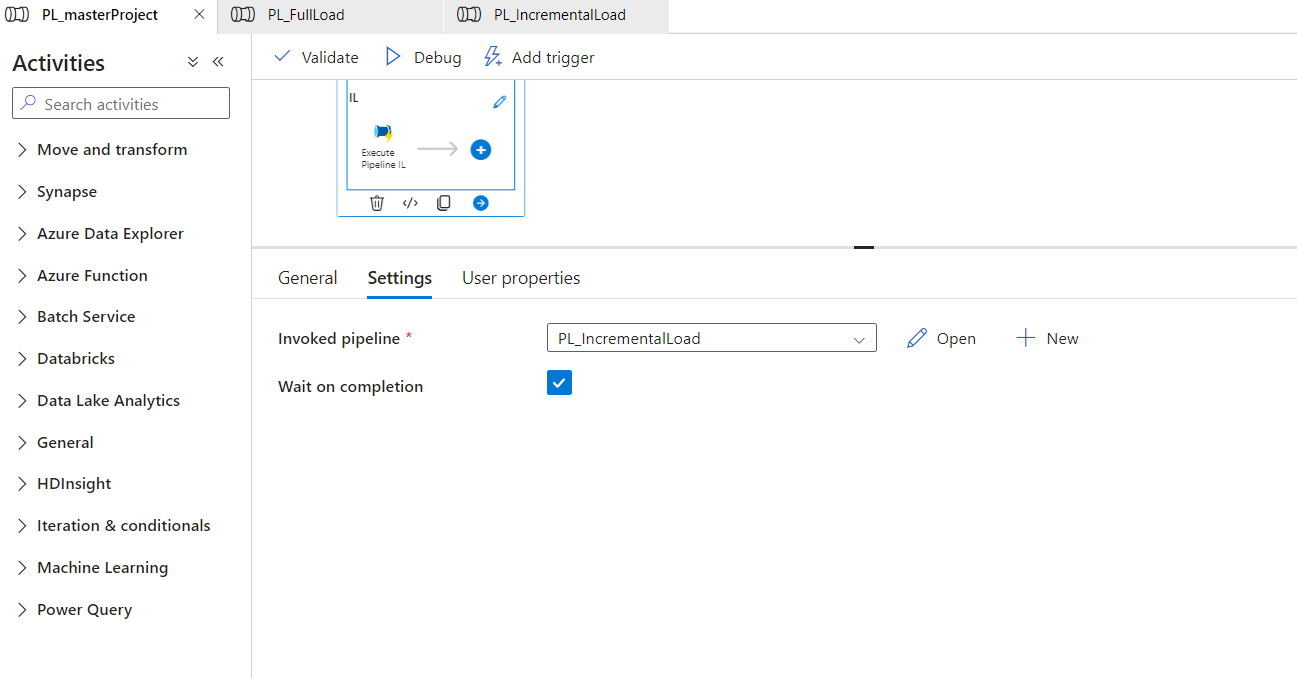 PL_masterProject
PL_FullLoad
PL_IncrementalLoad
Activities
Search activities
Move and transform
Synapse
Azure Data Explorer
Azure Function
Batch Service
Databricks
Data Lake Analytics
General
HDInsight
Iteration & conditionals
Machine Learning
Power Query
Validate
Debug
Add trigger
IL
Execute
Pipeline IL
General
Settings
User properties
Invoked pipeline *
PL_IncrementalLoad
Open
New
Wait on completion